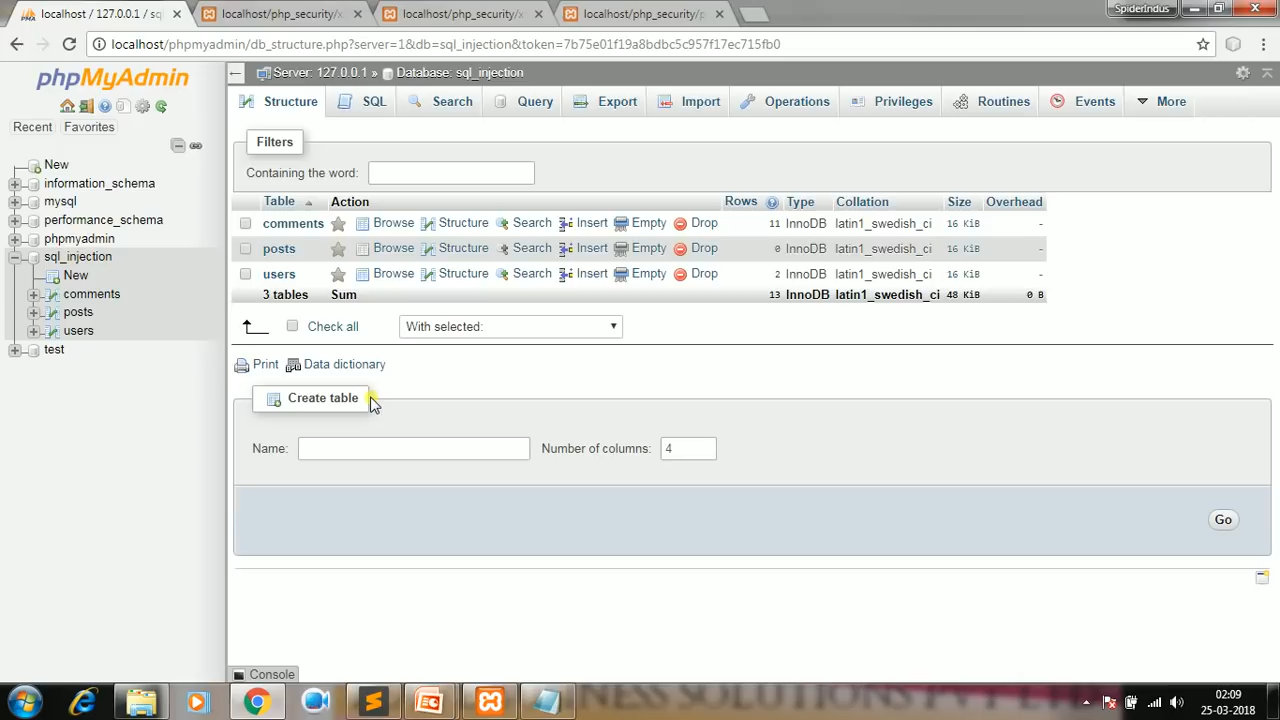 localhost / 127.0.0.1 / sq
localhost/php_security/x
localhost/php_security/x
localhost/php_security/p
SpiderIndus
localhost/phpmyadmin/db_structure.php?server=1&db=sql_injection&token=7b75e01f19a8bdbc5c957f17ec715fb0
phpMyAdmin
Recent Favorites
New
information_schema
mysql
performance_schema
phpmyadmin
sql_injection
New
comments
posts
users
test
Server: 127.0.0.1 » Database: sql_injection
Structure SQL Search Query Export Import Operations Privileges Routines Events More
Filters
Containing the word:
Table Action Rows Type Collation Size Overhead
comments Browse Structure Search Insert Empty Drop 11 InnoDB latin1_swedish_ci 16 KiB -
posts Browse Structure Search Insert Empty Drop 0 InnoDB latin1_swedish_ci 16 KiB -
users Browse Structure Search Insert Empty Drop 2 InnoDB latin1_swedish_ci 16 KiB -
3 tables Sum 13 InnoDB latin1_swedish_ci 48 KiB 0 B
Check all With selected:
Print Data dictionary
Create table
Name: Number of columns: 4
Go
Console
02:09
25-03-2018